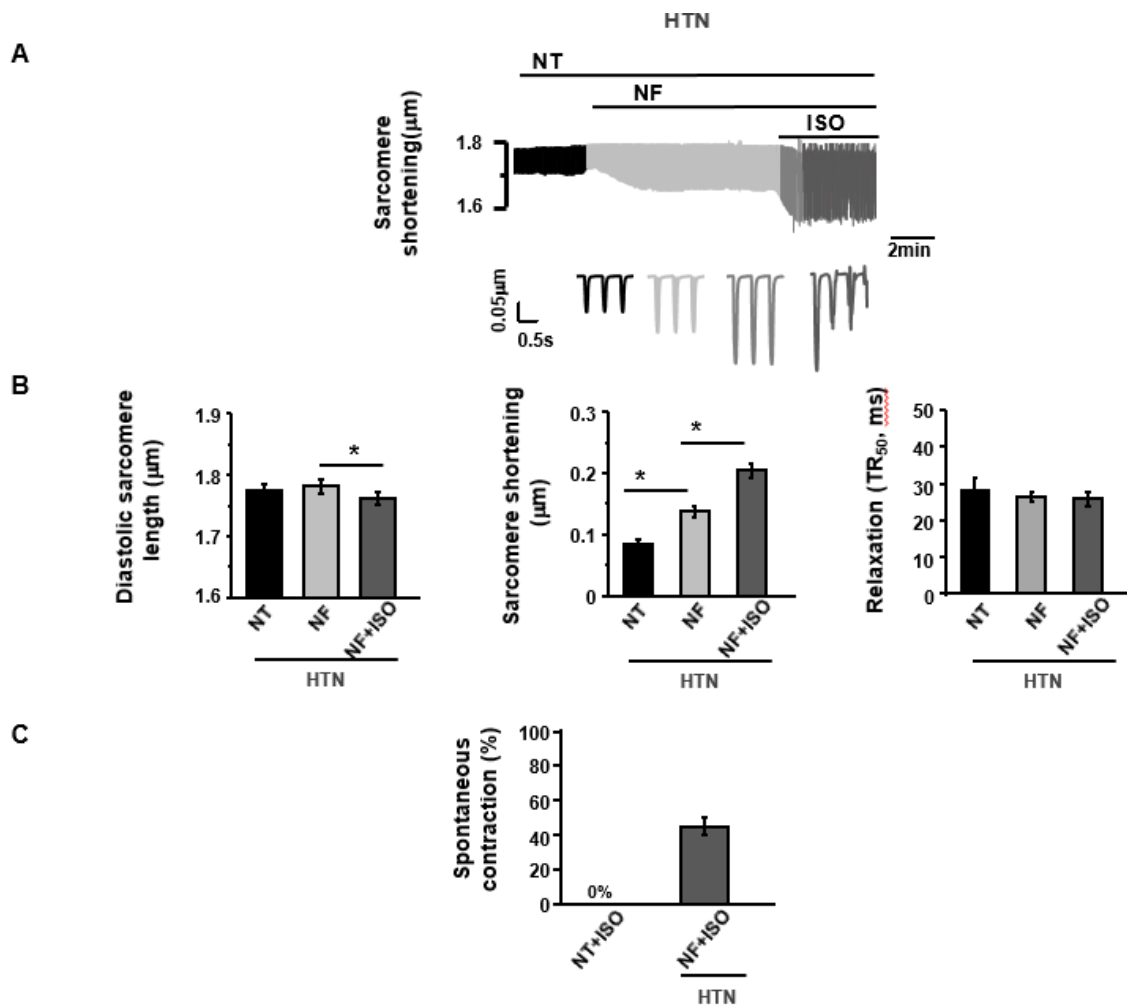 HTN
A
NT
NF
ISO
Sarcomere
shortening(μm)
1.8
1.6
2min
0.05μm
0.5s
B
Diastolic sarcomere
length (μm)
1.9
1.8
1.7
1.6
*
NT
NF
NF+ISO
HTN
Sarcomere shortening
(μm)
0.3
0.2
0.1
0
*
*
NT
NF
NF+ISO
HTN
Relaxation (TR50, ms)
50
40
30
20
10
0
NT
NF
NF+ISO
HTN
C
Spontaneous
contraction (%)
100
80
60
40
20
0
0%
NT+ISO
NF+ISO
HTN